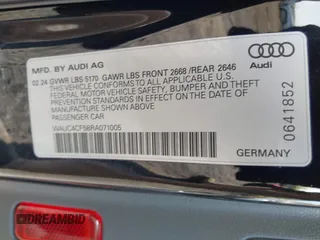 MFD. BY AUDI AG
02.24 GVWR LBS 5170 GAWR LBS FRONT 2668 / REAR 2646
THIS VEHICLE CONFORMS TO ALL APPLICABLE U.S.
FEDERAL MOTOR VEHICLE SAFETY, BUMPER AND THEFT
PREVENTION STANDARDS IN EFFECT ON THE DATE OF
MANUFACTURE SHOWN ABOVE.
PASSENGER CAR
WAUC4CF58RA071005
Audi
0641852
GERMANY
DREAMBID